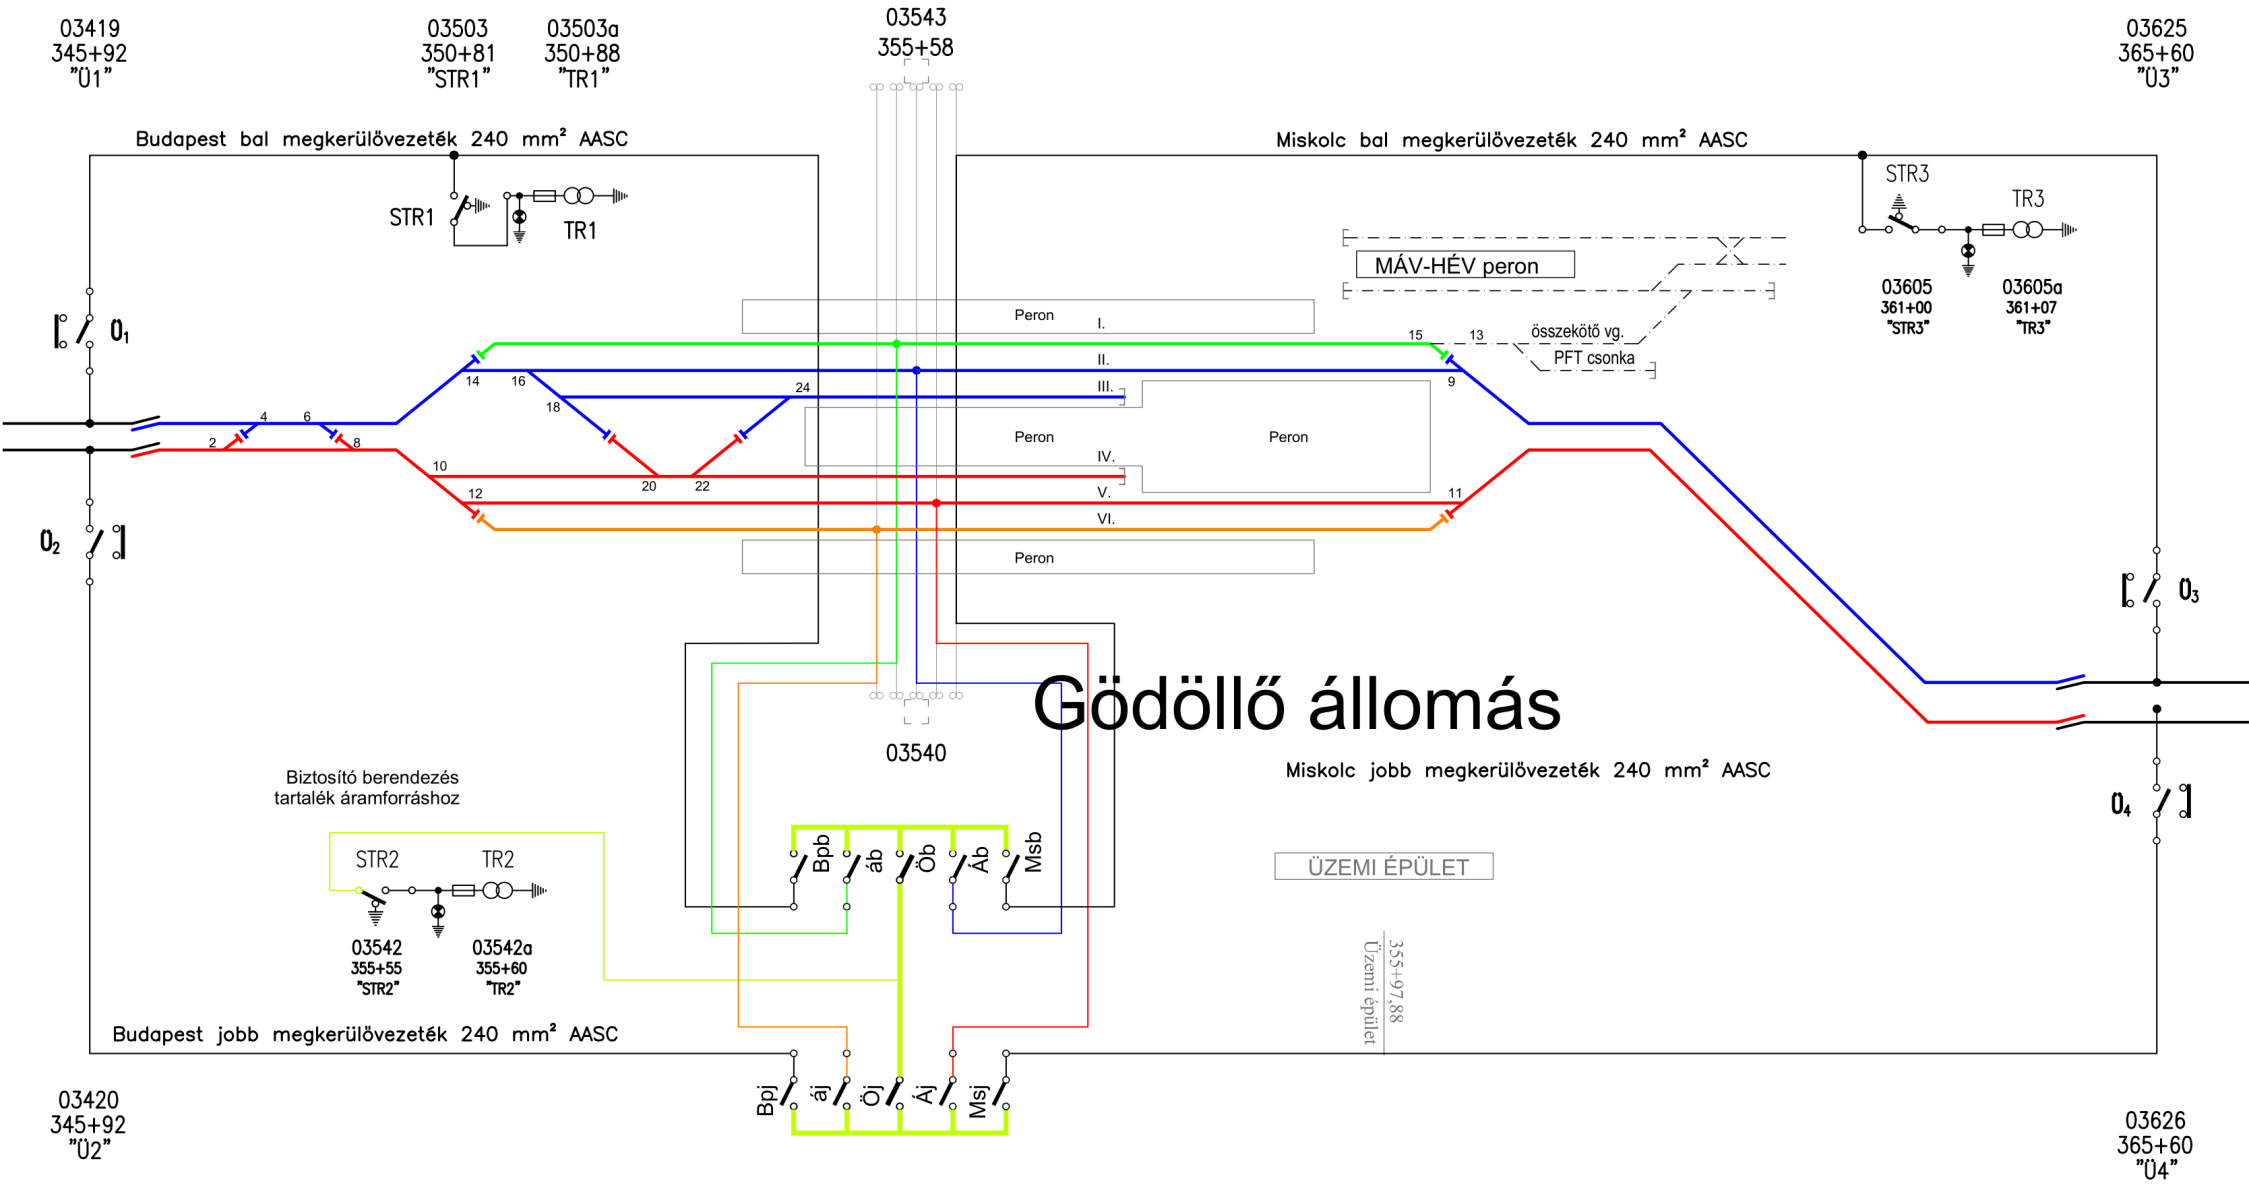 03419
345+92
"Ü1"
03503
350+81
"STR1"
03503a
350+88
"TR1"
03543
355+58
03625
365+60
"Ü3"
Budapest bal megkerülővezeték 240 mm² AASC
Miskolc bal megkerülővezeték 240 mm² AASC
STR1
TR1
STR3
TR3
MÁV-HÉV peron
03605
361+00
"STR3"
03605a
361+07
"TR3"
Ü1
Peron
I.
15
13
összekötő vg.
PFT csonka
II.
14
16
9
III.
24
18
4
6
2
8
Peron
Peron
IV.
10
20
22
V.
12
11
VI.
Ü2
Peron
Ü3
Gödöllő állomás
03540
Miskolc jobb megkerülővezeték 240 mm² AASC
Biztosító berendezés
tartalék áramforráshoz
Ü4
Bpb
áb
Öb
Áb
Msb
STR2
TR2
ÜZEMI ÉPÜLET
03542
355+55
"STR2"
03542a
355+60
"TR2"
355+97,88
Üzemi épület
Budapest jobb megkerülővezeték 240 mm² AASC
Bpj
áj
Öj
Áj
Msj
03420
345+92
"Ü2"
03626
365+60
"Ü4"